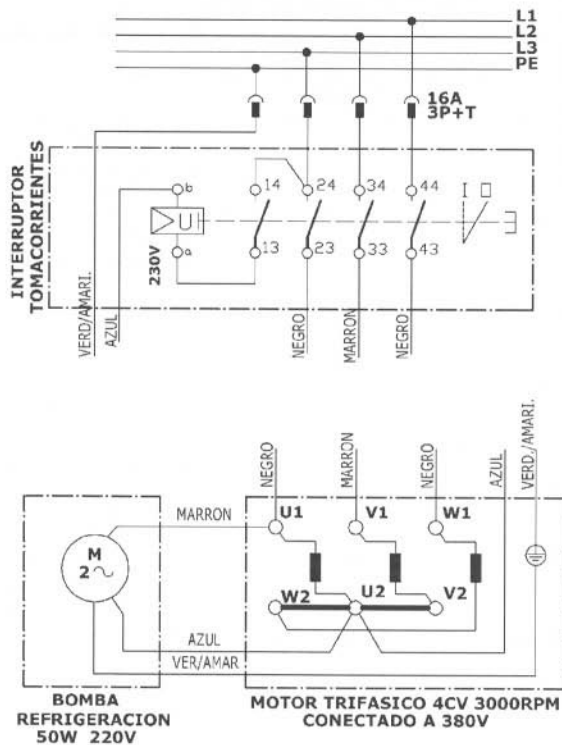 L1
L2
L3
PE
16A
3P+T
INTERRUPTOR
TOMACORRIENTES
b
14
24
34
44
I
U
a
230V
13
23
33
43
VERD/AMARI.
AZUL
NEGRO
MARRON
NEGRO
NEGRO
MARRON
NEGRO
AZUL
VERD./AMARI.
MARRON
U1
V1
W1
M
2
W2
U2
V2
AZUL
VER/AMAR
BOMBA
REFRIGERACION
50W 220V
MOTOR TRIFASICO 4CV 3000RPM
CONECTADO A 380V